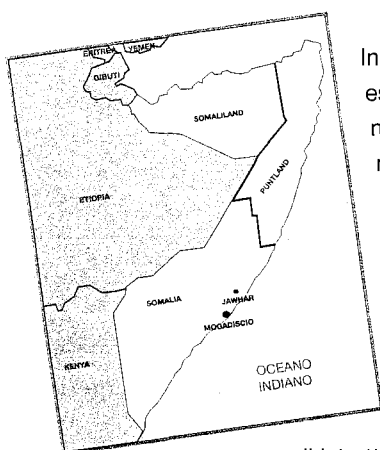 ERITREA YEMEN
GIBUTI
SOMALILAND
PUNTLAND
ETIOPIA
SOMALIA
JAWHAR
MOGADISCIO
KENYA
OCEANO
INDIANO
In
es
n